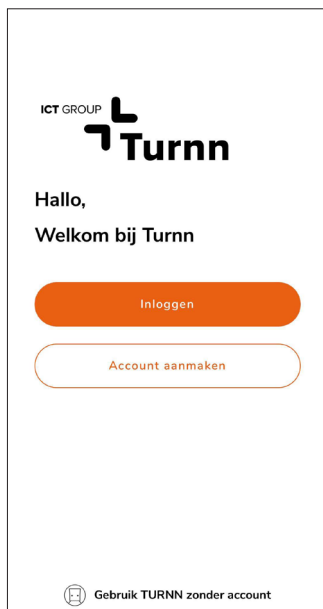 ICT GROUP
Turnn
Hallo,
Welkom bij Turnn
Inloggen
Account aanmaken
Gebruik TURNN zonder account